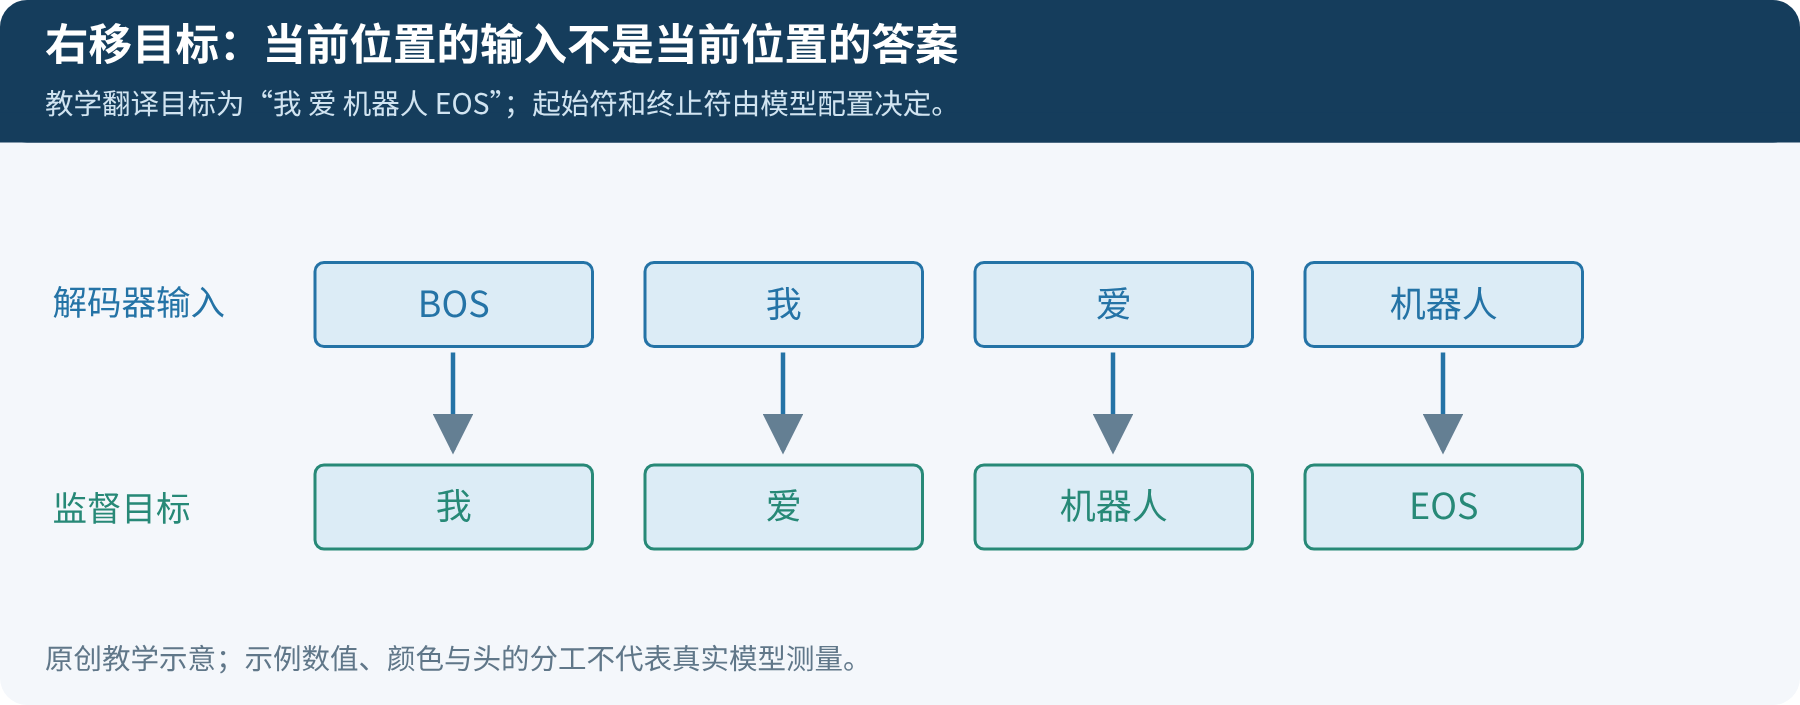 右移目标：当前位置的输入不是当前位置的答案
教学翻译目标为“我 爱 机器人 EOS”；起始符和终止符由模型配置决定。
解码器输入 BOS 我 爱 机器人
监督目标 我 爱 机器人 EOS
原创教学示意；示例数值、颜色与头的分工不代表真实模型测量。